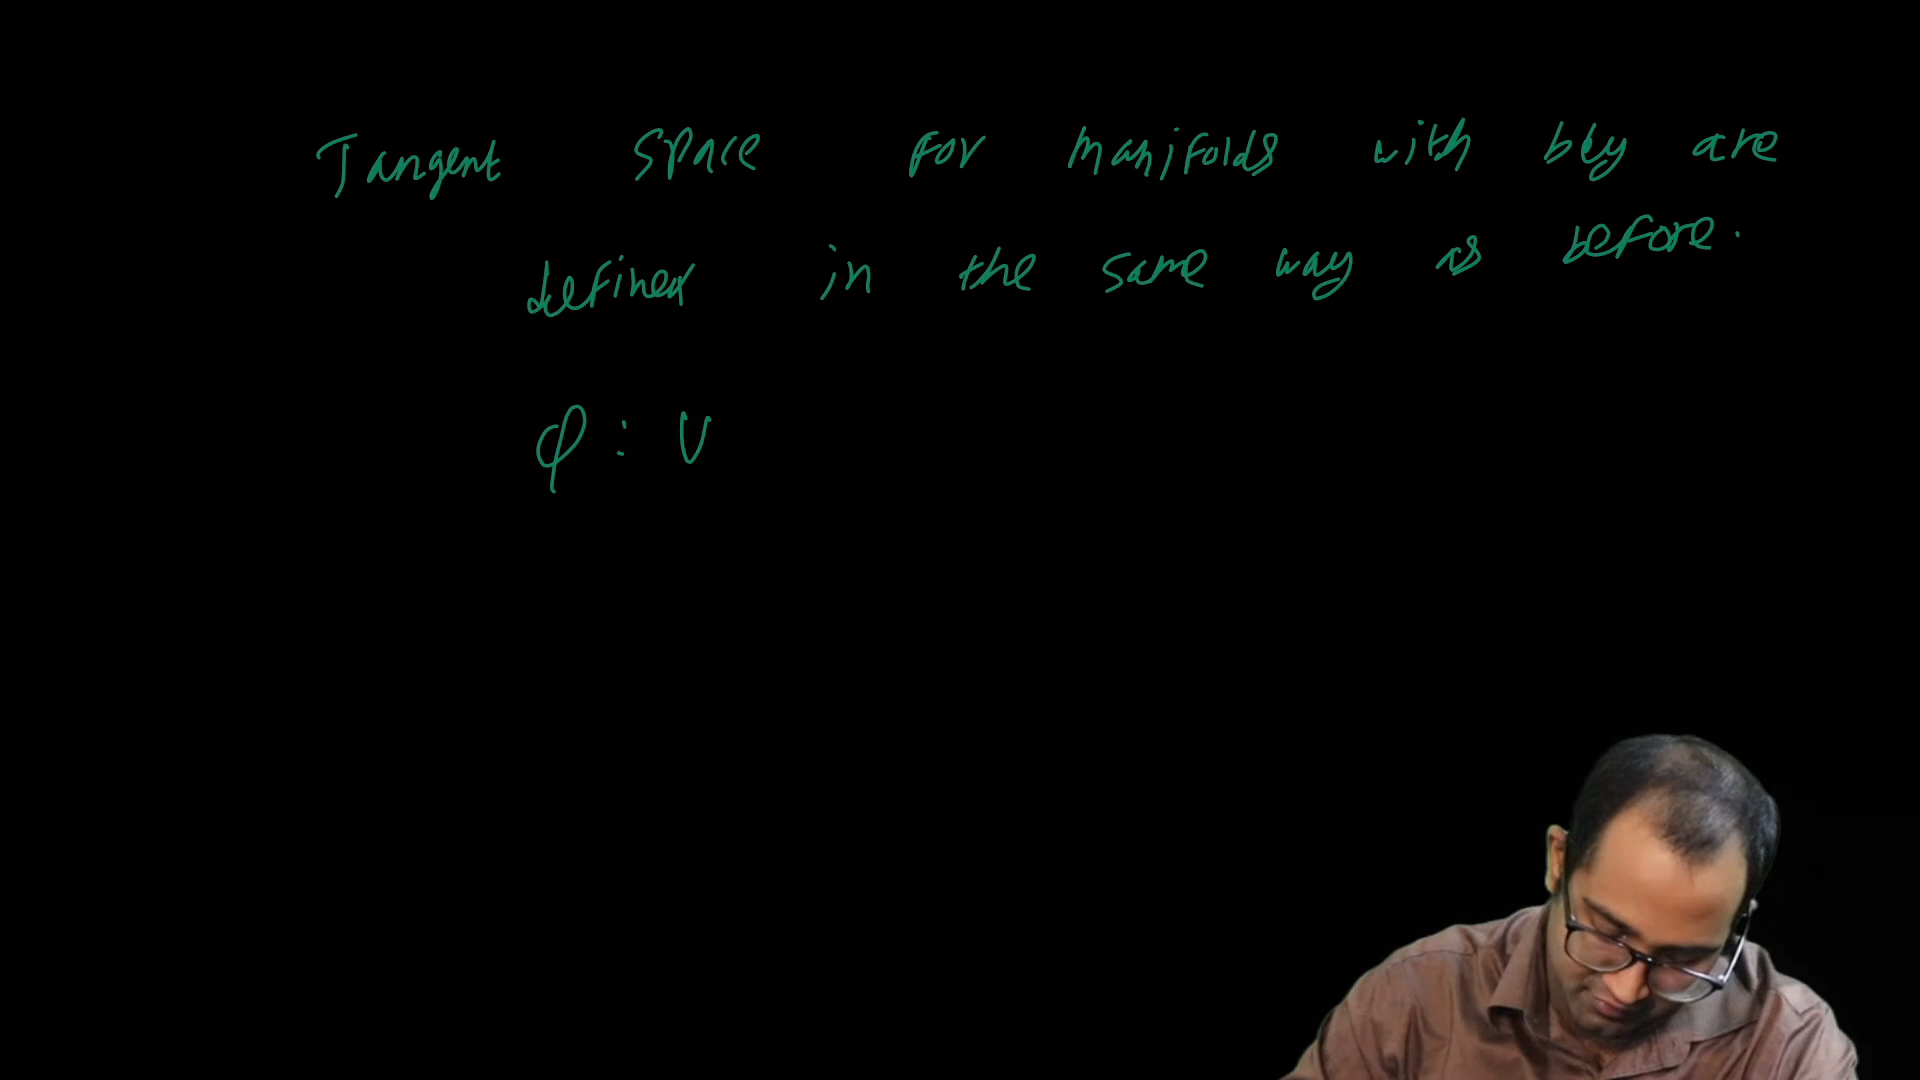 Tangent space for manifolds with bdy are
defined in the same way as before.
φ : U